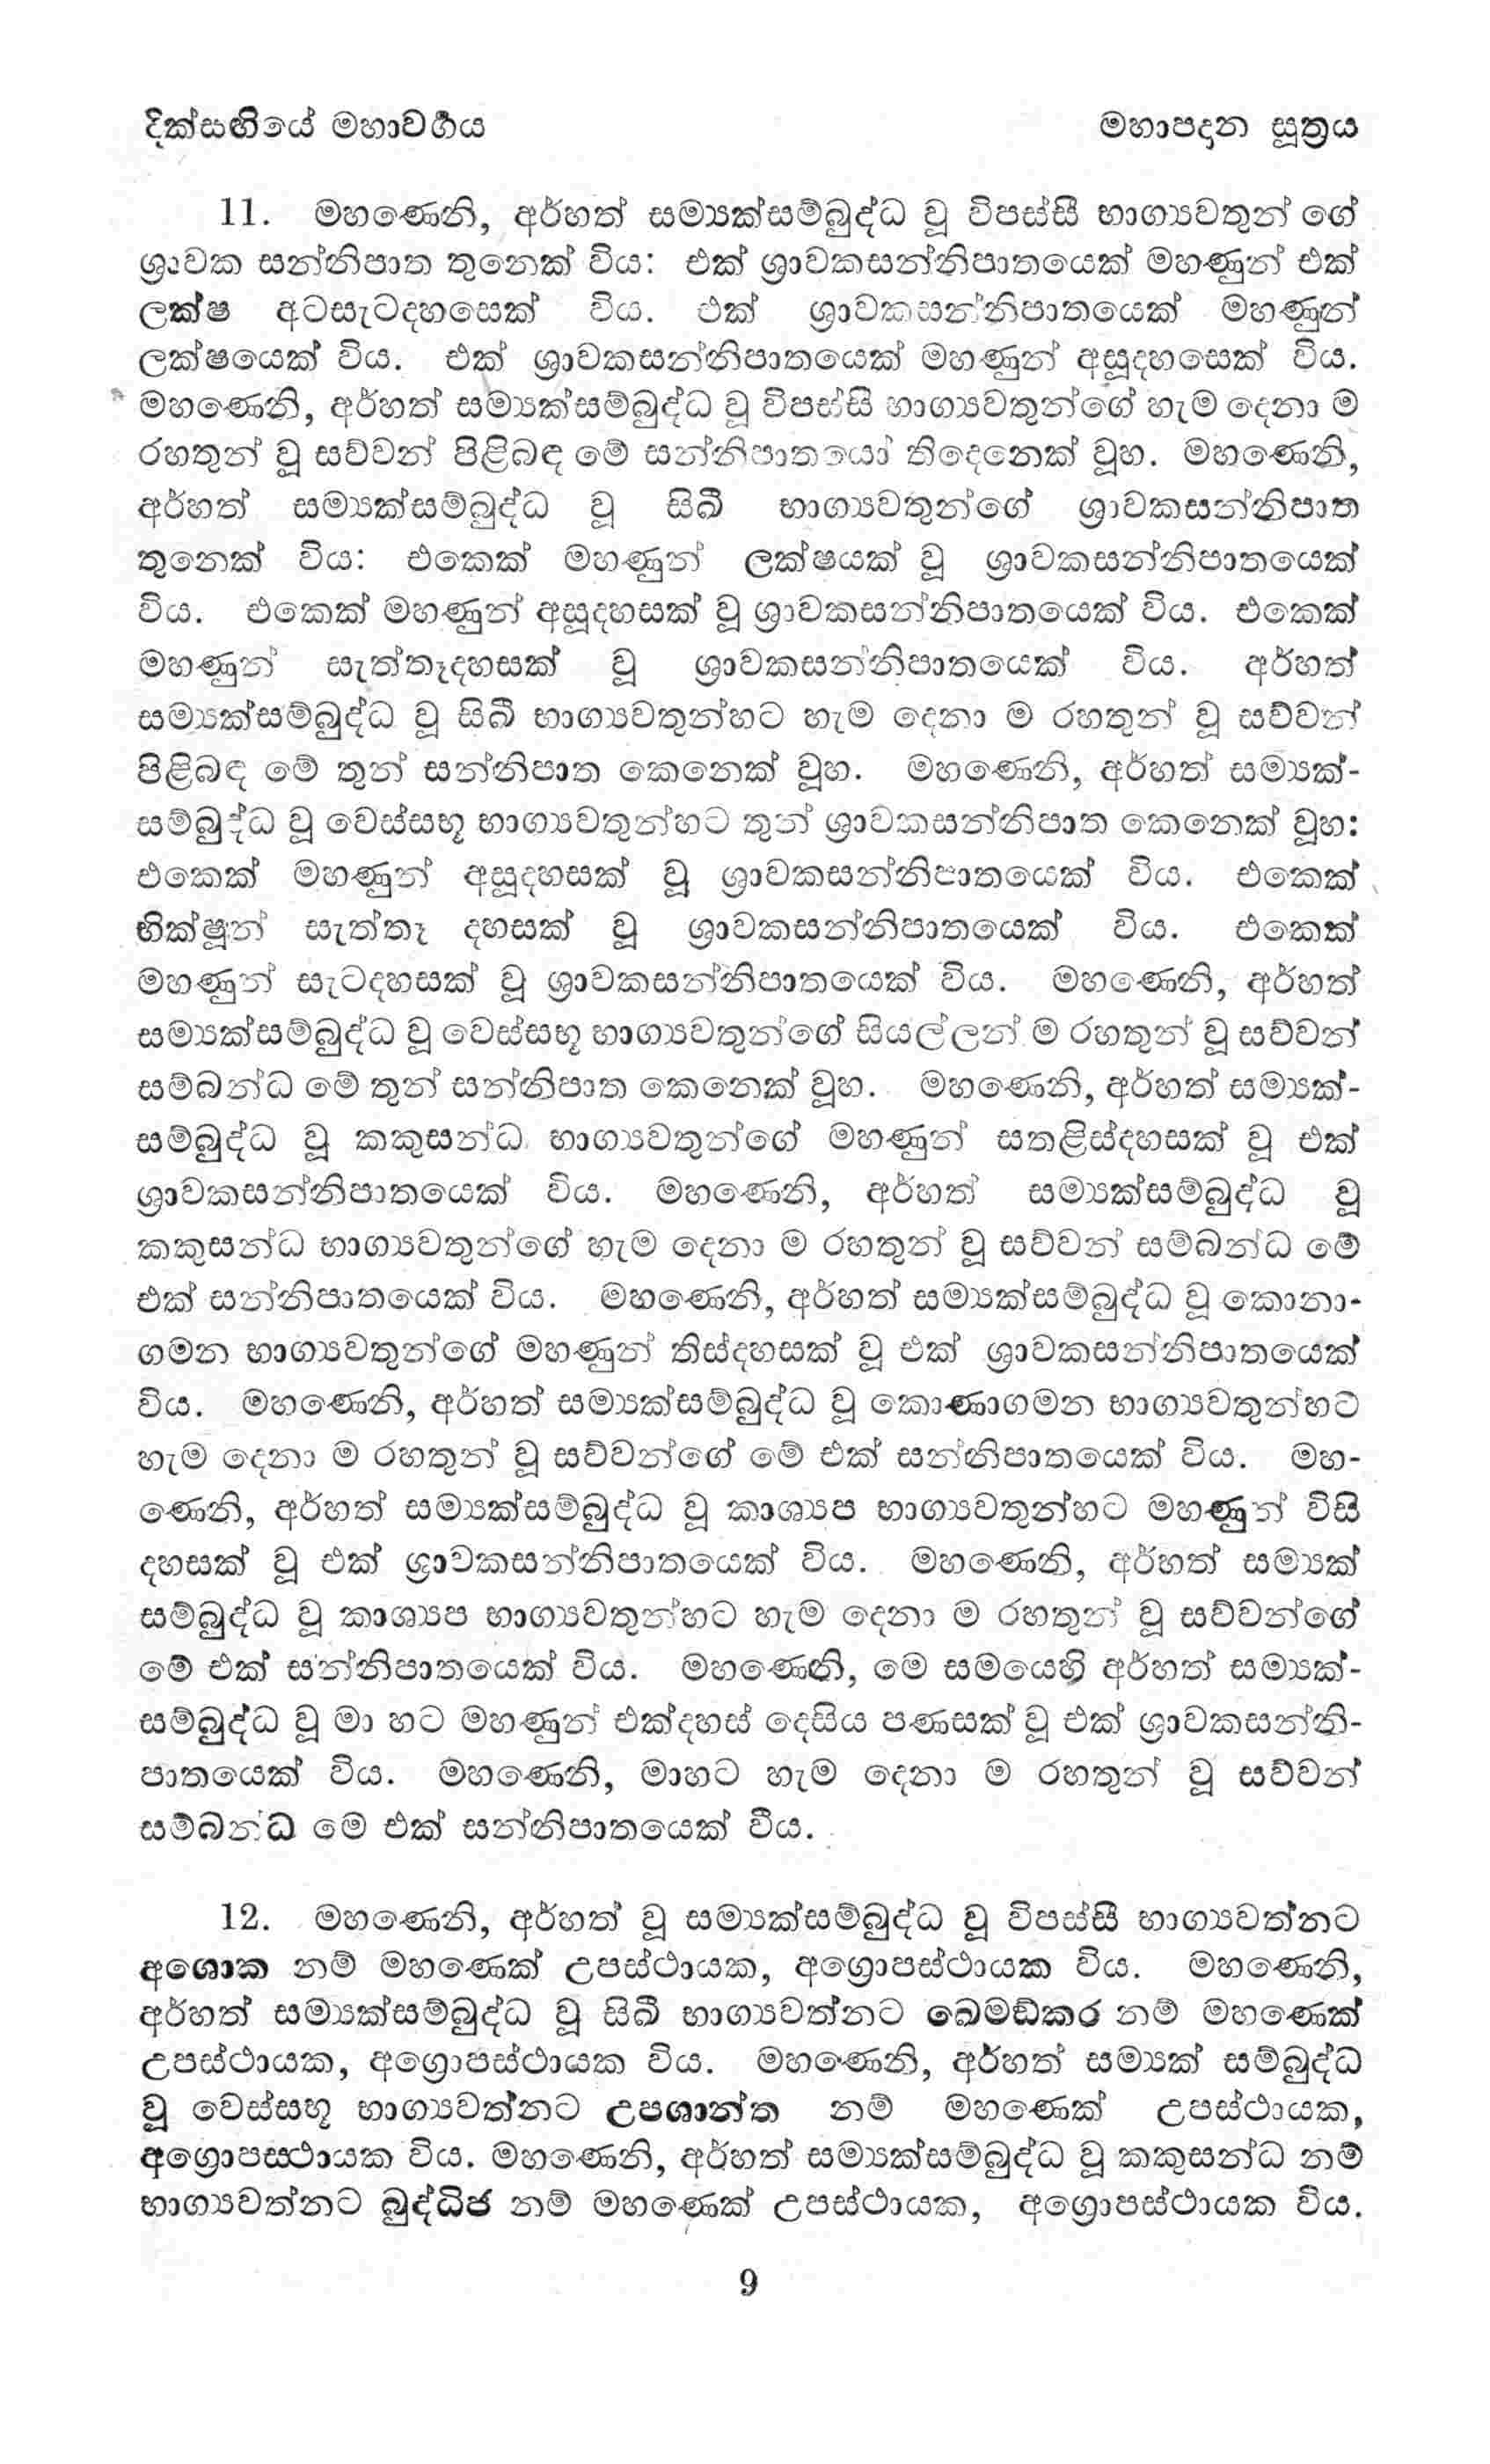 දික්සඟියේ මහාවර්‍ගය මහාපදාන සූත්‍රය
11. මහණෙනි, අර්හත් සම්‍යක්සම්බුද්ධ වූ විපස්සී භාග්‍යවතුන් ගේ
ශ්‍රාවක සන්නිපාත තුනෙක් විය: එක් ශ්‍රාවකසන්නිපාතයෙක් මහණුන් එක්
ලක්ෂ අටසැටදහසෙක් විය. එක් ශ්‍රාවකසන්නිපාතයෙක් මහණුන්
ලක්ෂයෙක් විය. එක් ශ්‍රාවකසන්නිපාතයෙක් මහණුන් අසූදහසෙක් විය.
මහණෙනි, අර්හත් සම්‍යක්සම්බුද්ධ වූ විපස්සී භාග්‍යවතුන්ගේ හැම දෙනා ම
රහතුන් වූ සව්වන් පිළිබඳ මේ සන්නිපාතයෝ තිදෙනෙක් වූහ. මහණෙනි,
අර්හත් සම්‍යක්සම්බුද්ධ වූ සිඛී භාග්‍යවතුන්ගේ ශ්‍රාවකසන්නිපාත
තුනෙක් විය: එකෙක් මහණුන් ලක්ෂයක් වූ ශ්‍රාවකසන්නිපාතයෙක්
විය. එකෙක් මහණුන් අසූදහසක් වූ ශ්‍රාවකසන්නිපාතයෙක් විය. එකෙක්
මහණුන් සැත්තෑදහසක් වූ ශ්‍රාවකසන්නිපාතයෙක් විය. අර්හත්
සම්‍යක්සම්බුද්ධ වූ සිඛී භාග්‍යවතුන්හට හැම දෙනා ම රහතුන් වූ සව්වන්
පිළිබඳ මේ තුන් සන්නිපාත කෙනෙක් වූහ. මහණෙනි, අර්හත් සම්‍යක්-
සම්බුද්ධ වූ වෙස්සභූ භාග්‍යවතුන්හට තුන් ශ්‍රාවකසන්නිපාත කෙනෙක් වූහ:
එකෙක් මහණුන් අසූදහසක් වූ ශ්‍රාවකසන්නිපාතයෙක් විය. එකෙක්
භික්ෂූන් සැත්තෑ දහසක් වූ ශ්‍රාවකසන්නිපාතයෙක් විය. එකෙක්
මහණුන් සැටදහසක් වූ ශ්‍රාවකසන්නිපාතයෙක් විය. මහණෙනි, අර්හත්
සම්‍යක්සම්බුද්ධ වූ වෙස්සභූ භාග්‍යවතුන්ගේ සියල්ලන් ම රහතුන් වූ සව්වන්
සම්බන්ධ මේ තුන් සන්නිපාත කෙනෙක් වූහ. මහණෙනි, අර්හත් සම්‍යක්-
සම්බුද්ධ වූ කකුසන්ධ භාග්‍යවතුන්ගේ මහණුන් සතළිස්දහසක් වූ එක්
ශ්‍රාවකසන්නිපාතයෙක් විය. මහණෙනි, අර්හත් සම්‍යක්සම්බුද්ධ වූ
කකුසන්ධ භාග්‍යවතුන්ගේ හැම දෙනා ම රහතුන් වූ සව්වන් සම්බන්ධ මේ
එක් සන්නිපාතයෙක් විය. මහණෙනි, අර්හත් සම්‍යක්සම්බුද්ධ වූ කොනා-
ගමන භාග්‍යවතුන්ගේ මහණුන් තිස්දහසක් වූ එක් ශ්‍රාවකසන්නිපාතයෙක්
විය. මහණෙනි, අර්හත් සම්‍යක්සම්බුද්ධ වූ කොණාගමන භාග්‍යවතුන්හට
හැම දෙනා ම රහතුන් වූ සව්වන්ගේ මේ එක් සන්නිපාතයෙක් විය. මහ-
ණෙනි, අර්හත් සම්‍යක්සම්බුද්ධ වූ කාශ්‍යප භාග්‍යවතුන්හට මහණුන් විසි
දහසක් වූ එක් ශ්‍රාවකසන්නිපාතයෙක් විය. මහණෙනි, අර්හත් සම්‍යක්
සම්බුද්ධ වූ කාශ්‍යප භාග්‍යවතුන්හට හැම දෙනා ම රහතුන් වූ සව්වන්ගේ
මේ එක් සන්නිපාතයෙක් විය. මහණෙනි, මෙ සමයෙහි අර්හත් සම්‍යක්-
සම්බුද්ධ වූ මා හට මහණුන් එක්දහස් දෙසිය පණසක් වූ එක් ශ්‍රාවකසන්නි-
පාතයෙක් විය. මහණෙනි, මාහට හැම දෙනා ම රහතුන් වූ සව්වන්
සම්බන්ධ මෙ එක් සන්නිපාතයෙක් වීය.
12. මහණෙනි, අර්හත් වූ සම්‍යක්සම්බුද්ධ වූ විපස්සී භාග්‍යවත්නට
අශොක නම් මහණෙක් උපස්ථායක, අග්‍රොපස්ථායක විය. මහණෙනි,
අර්හත් සම්‍යක්සම්බුද්ධ වූ සිඛී භාග්‍යවත්නට ඛෙමඞ්කර නම් මහණෙක්
උපස්ථායක, අග්‍රොපස්ථායක විය. මහණෙනි, අර්හත් සම්‍යක් සම්බුද්ධ
වූ වෙස්සභූ භාග්‍යවත්නට උපශාන්ත නම් මහණෙක් උපස්ථායක,
අග්‍රොපස්ථායක විය. මහණෙනි, අර්හත් සම්‍යක්සම්බුද්ධ වූ කකුසන්ධ නම්
භාග්‍යවත්නට බුද්ධිජ නම් මහණෙක් උපස්ථායක, අග්‍රොපස්ථායක විය.
9